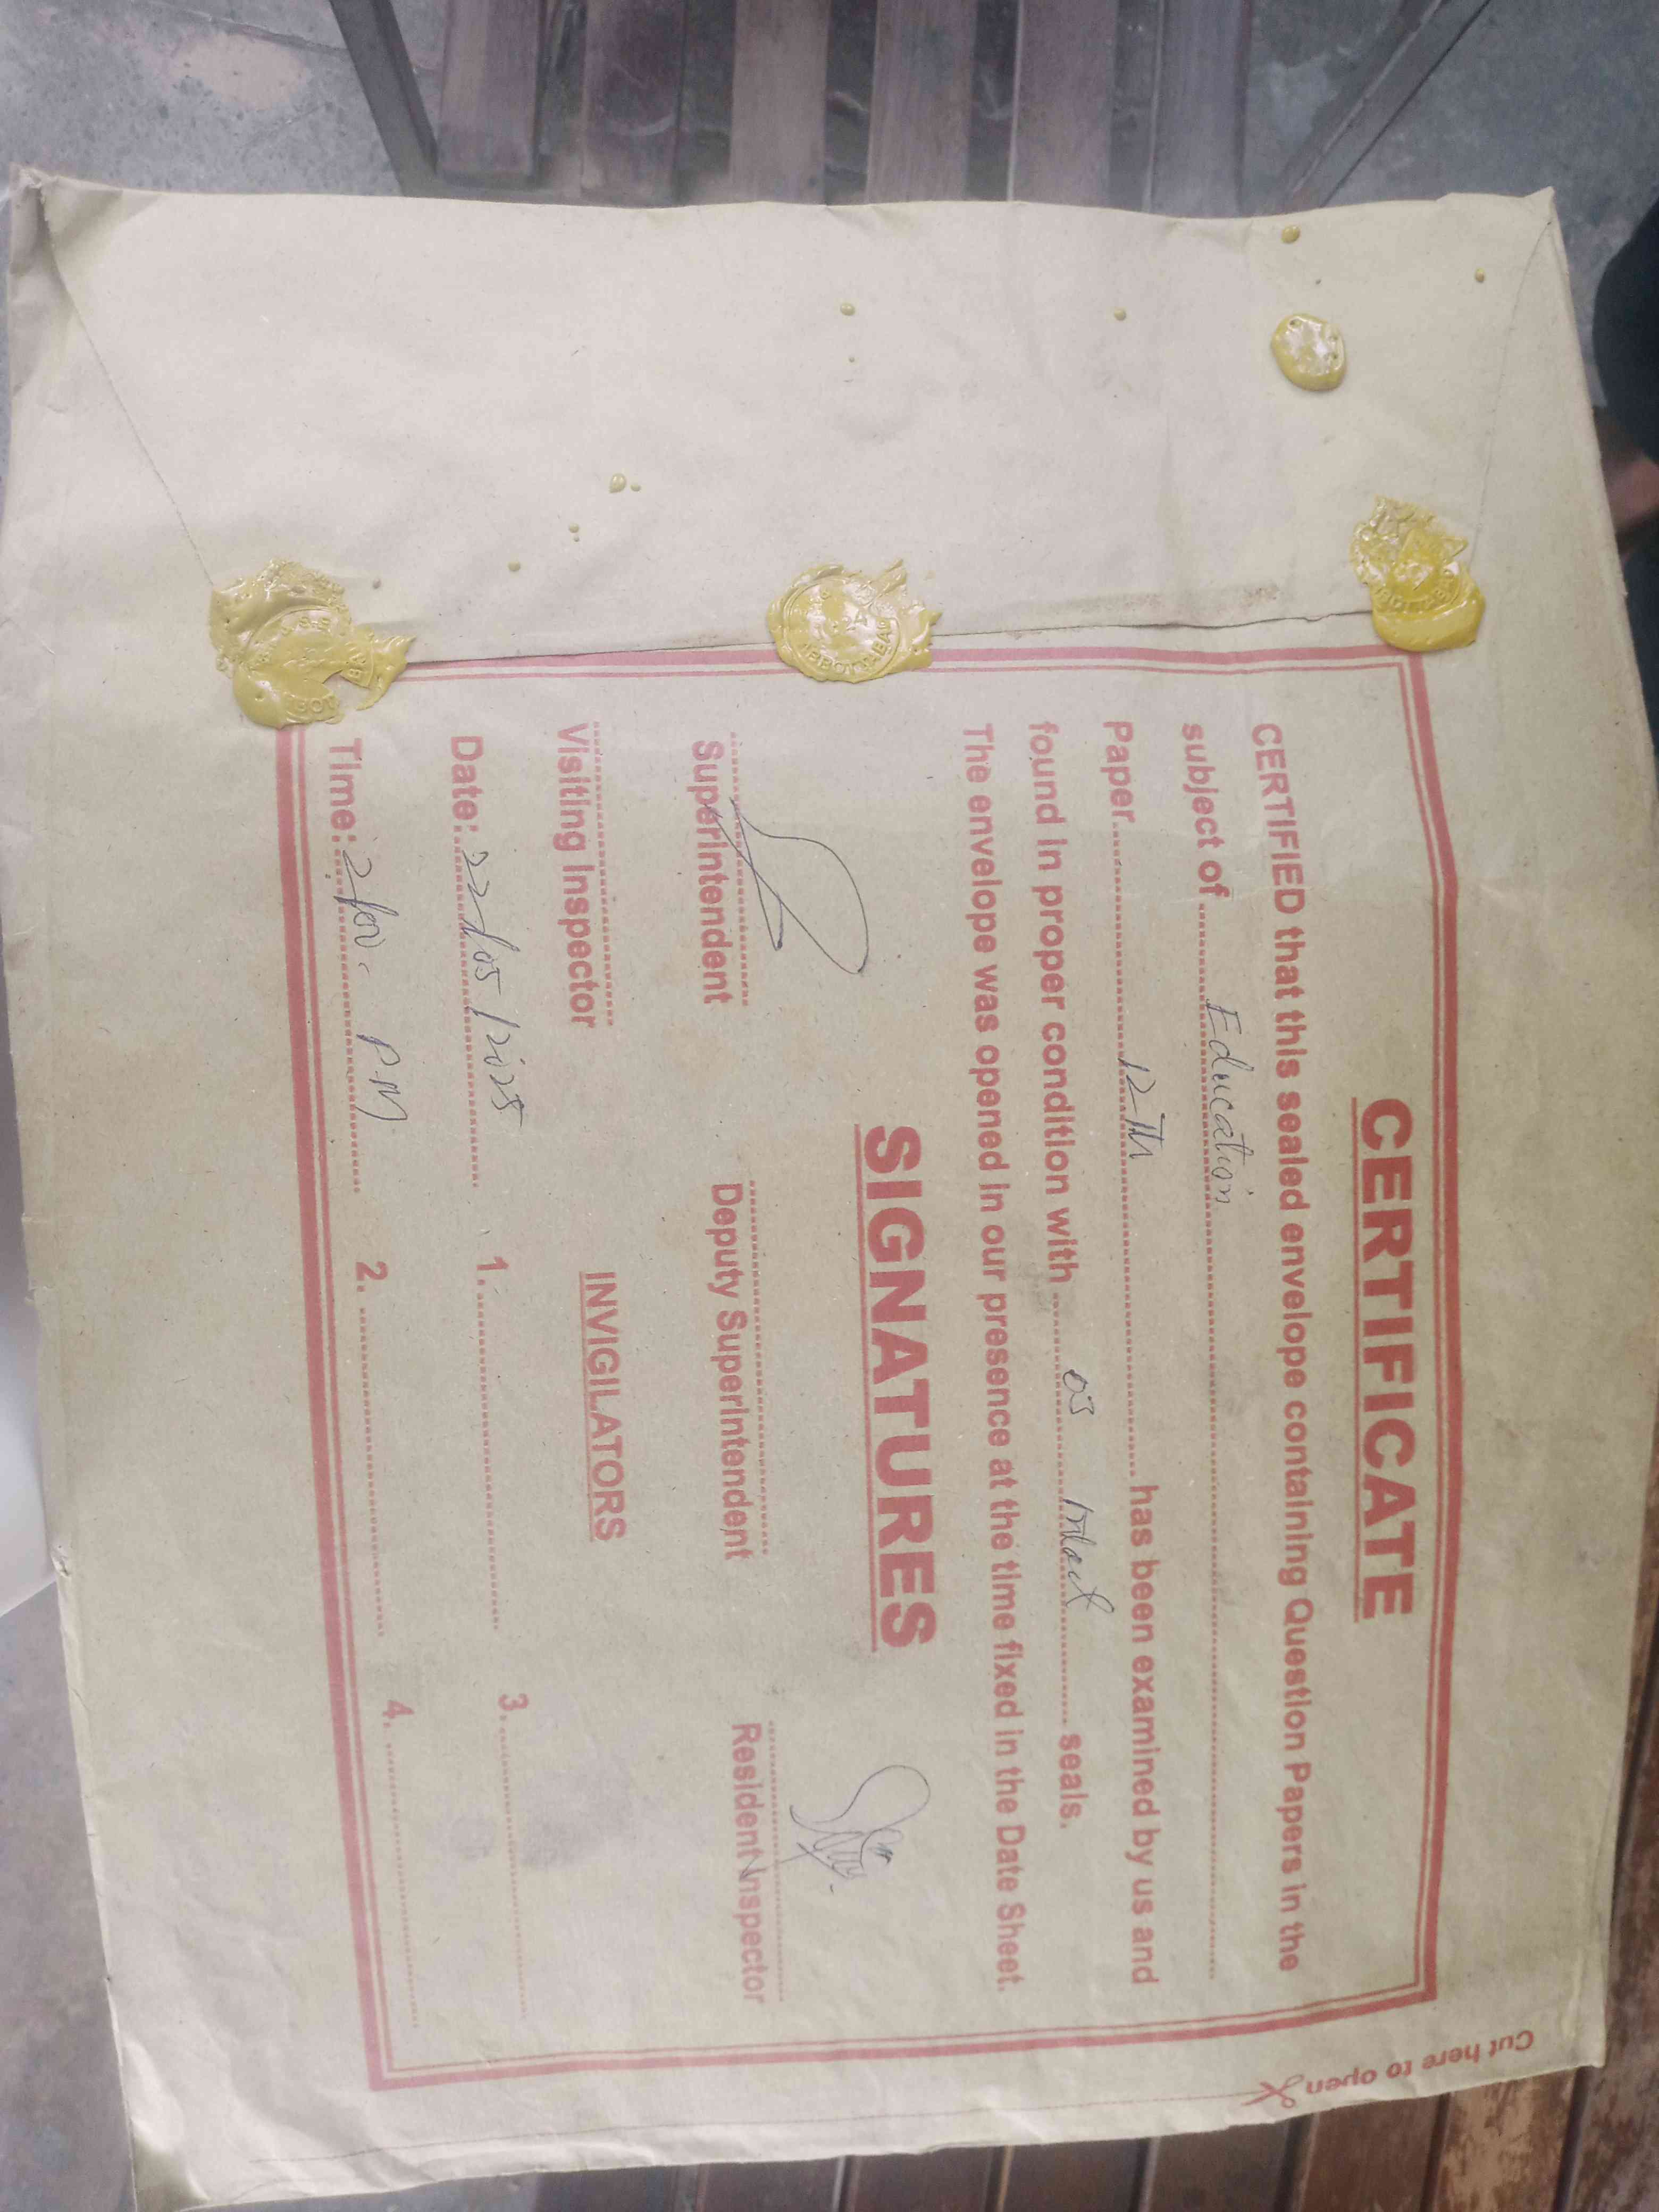 CERTIFICATE
CERTIFIED that this sealed envelope containing Question Papers in the
subject of ........ Education ........
Paper ........ 12Th ........ has been examined by us and
found in proper condition with ........ 03 Intact ........ seals.
The envelope was opened in our presence at the time fixed in the Date Sheet.
SIGNATURES
Superintendent Deputy Superintendent Resident Inspector
Visiting Inspector INVIGILATORS
Date: 22/05/2025 1. ........ 3. ........
Time: 2/00. PM 2. ........ 4. ........
Cut here to open